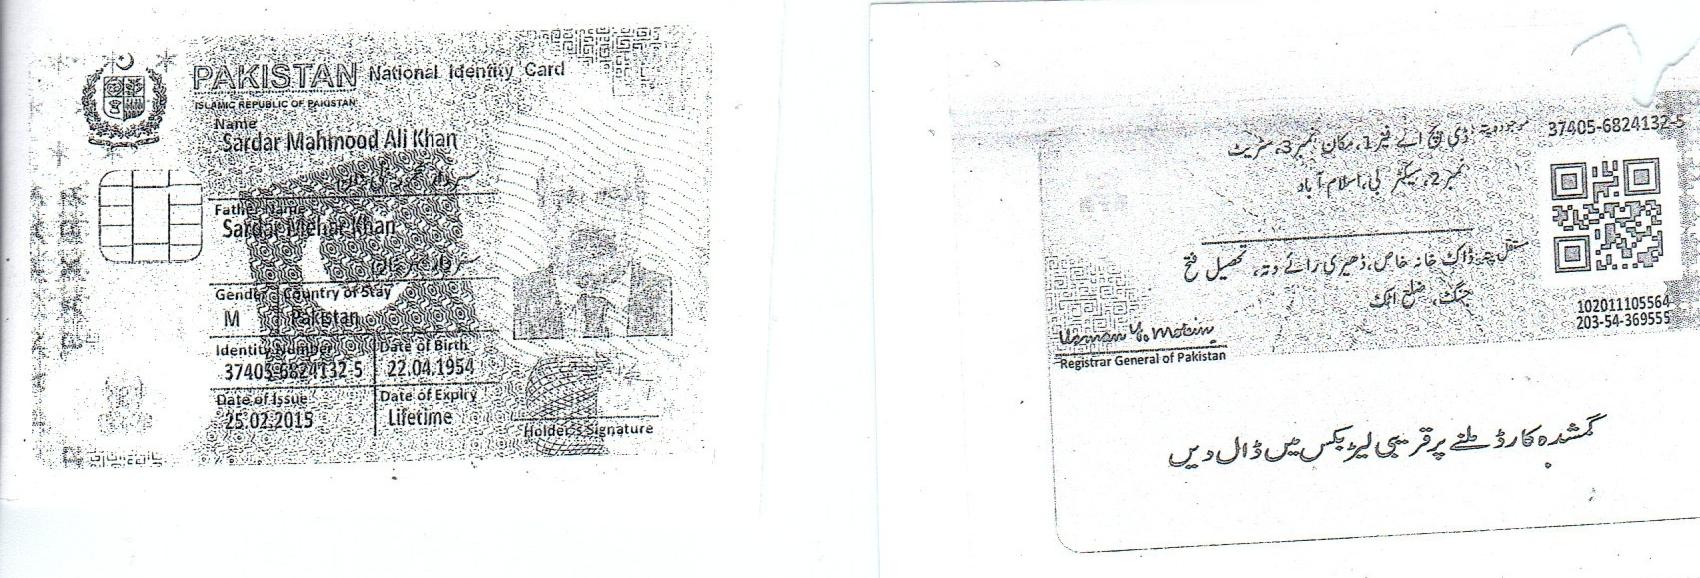 PAKISTAN National Identity Card
ISLAMIC REPUBLIC OF PAKISTAN
Name
Sardar Mahmood Ali Khan
Father Name
Sardar Mehar Khan
Gender Country of Stay
M Pakistan
Identity Number Date of Birth
37405-6824132-5 22.04.1954
Date of Issue Date of Expiry
25.02.2015 Lifetime
Holder's Signature
37405-6824132-5
موجودہ پتہ: ڈی ایچ اے فیز 1، مکان نمبر 3، سٹریٹ
نمبر 2، سیکٹر بی، اسلام آباد
مستقل پتہ: ڈاک خانہ خاص، ڈھیری رائے دتہ، تحصیل فتح
جنگ، ضلع اٹک
102011105564
203-54-369555
Registrar General of Pakistan
گمشدہ کارڈ ملنے پر قریبی لیٹر بکس میں ڈال دیں